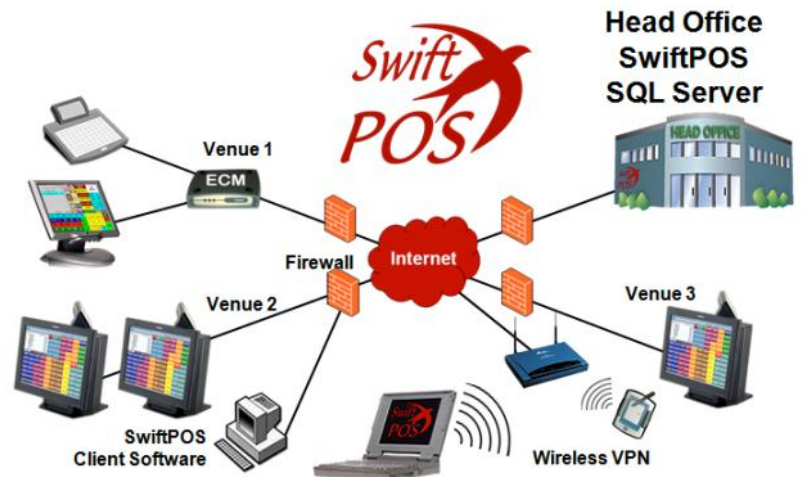 Swift
POS
Head Office
SwiftPOS
SQL Server
HEAD OFFICE
Venue 1
ECM
Firewall
Internet
Venue 2
Venue 3
SwiftPOS
Client Software
Swift
POS
Wireless VPN